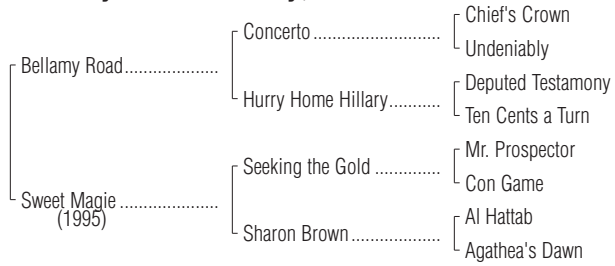 Chief's Crown
Concerto ..........................
Undeniably
Bellamy Road...................
Deputed Testamony
Hurry Home Hillary...........
Ten Cents a Turn
Mr. Prospector
Seeking the Gold ..............
Con Game
Sweet Magie ....................
(1995)
Al Hattab
Sharon Brown..................
Agathea's Dawn